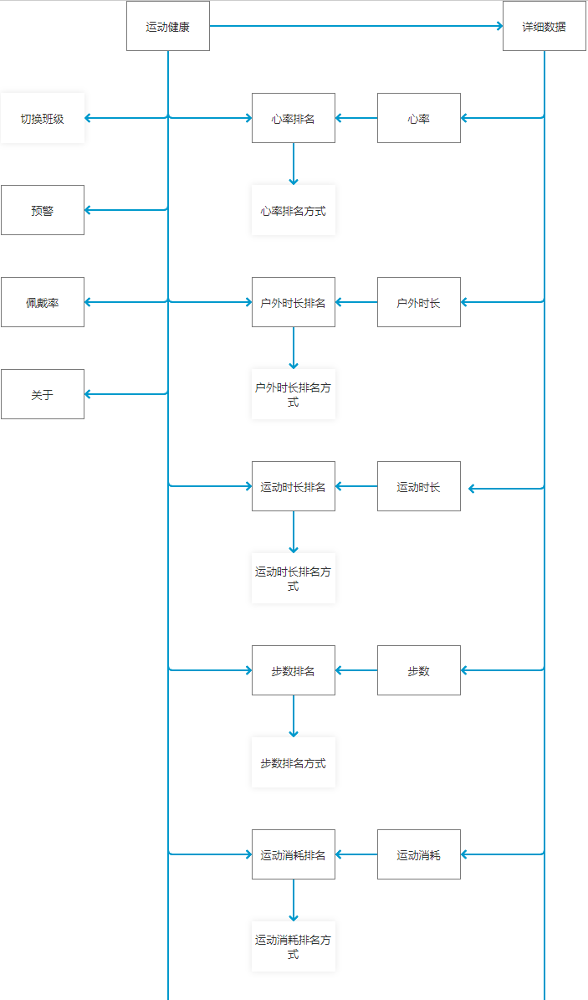 运动健康
详细数据
切换班级
心率排名
心率
预警
心率排名方式
佩戴率
户外时长排名
户外时长
关于
户外时长排名方
式
运动时长排名
运动时长
运动时长排名方
式
步数排名
步数
步数排名方式
运动消耗排名
运动消耗
运动消耗排名方
式